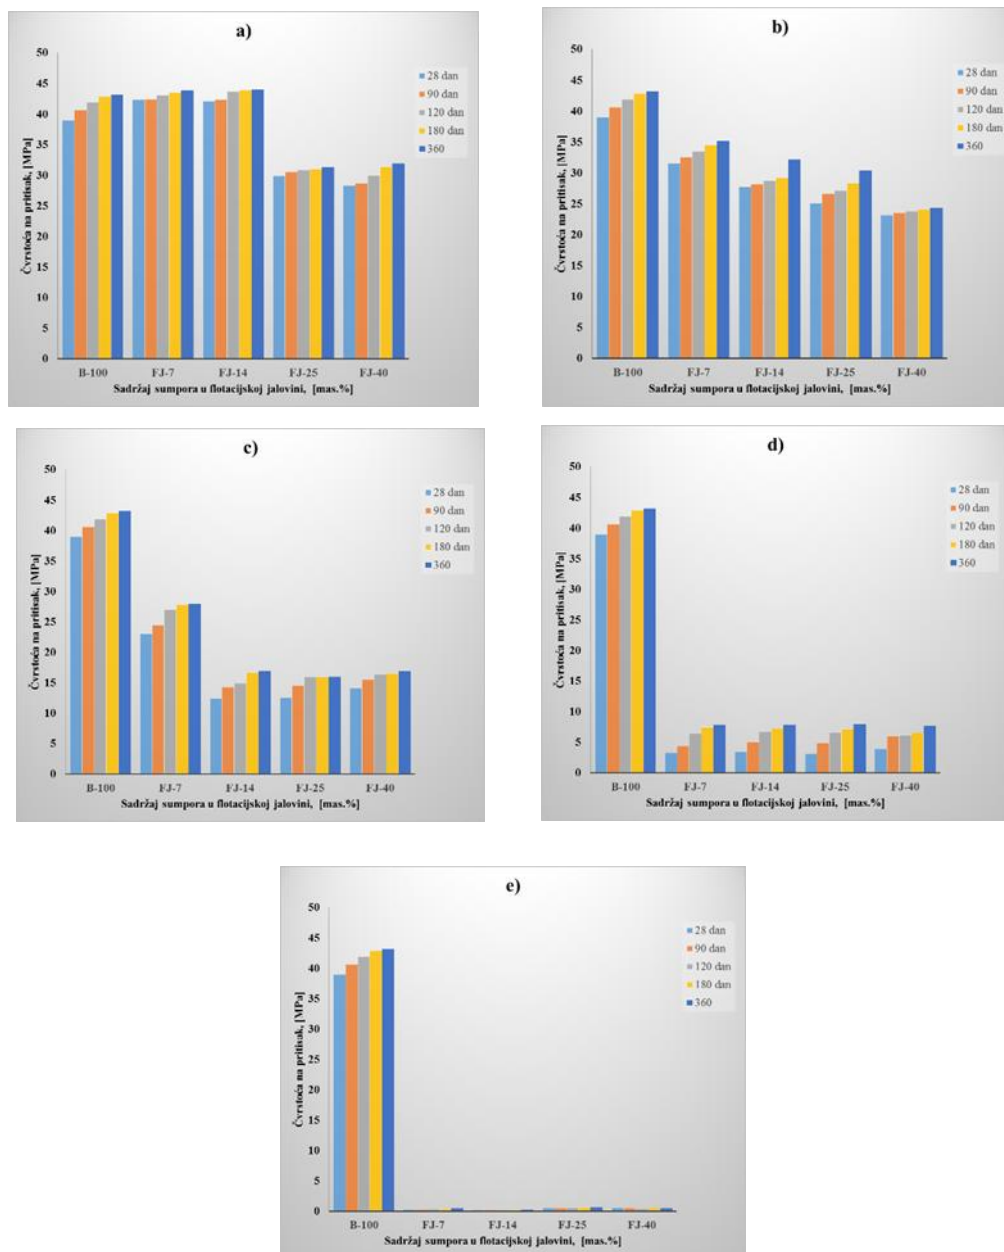 a)
50
45
40
35
30
25
20
15
10
5
0
Čvrstoća na pritisak, [MPa]
28 dan
90 dan
120 dan
180 dan
360
B-100 FJ-7 FJ-14 FJ-25 FJ-40
Sadržaj sumpora u flotacijskoj jalovini, [mas.%]
b)
50
45
40
35
30
25
20
15
10
5
0
Čvrstoća na pritisak, [MPa]
28 dan
90 dan
120 dan
180 dan
360
B-100 FJ-7 FJ-14 FJ-25 FJ-40
Sadržaj sumpora u flotacijskoj jalovini, [mas.%]
c)
50
45
40
35
30
25
20
15
10
5
0
Čvrstoća na pritisak, [MPa]
28 dan
90 dan
120 dan
180 dan
360
B-100 FJ-7 FJ-14 FJ-25 FJ-40
Sadržaj sumpora u flotacijskoj jalovini, [mas.%]
d)
50
45
40
35
30
25
20
15
10
5
0
Čvrstoća na pritisak, [MPa]
28 dan
90 dan
120 dan
180 dan
360
B-100 FJ-7 FJ-14 FJ-25 FJ-40
Sadržaj sumpora u flotacijskoj jalovini, [mas.%]
e)
50
45
40
35
30
25
20
15
10
5
0
Čvrstoća na pritisak, [MPa]
28 dan
90 dan
120 dan
180 dan
360
B-100 FJ-7 FJ-14 FJ-25 FJ-40
Sadržaj sumpora u flotacijskoj jalovini, [mas.%]